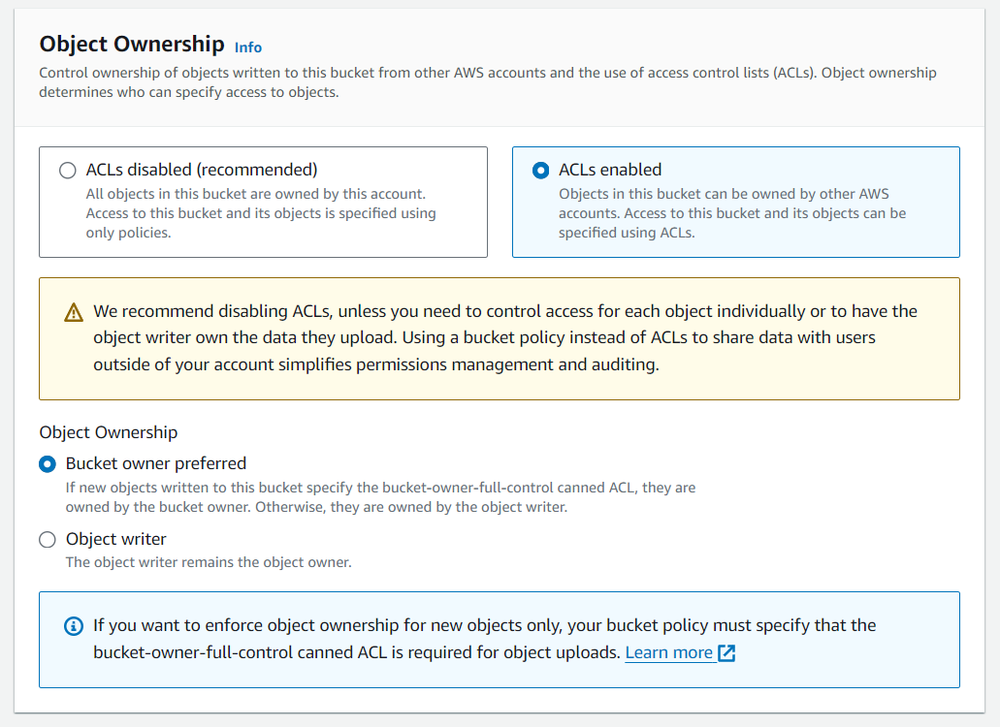 Object Ownership Info
Control ownership of objects written to this bucket from other AWS accounts and the use of access control lists (ACLs). Object ownership
determines who can specify access to objects.
ACLs disabled (recommended)
All objects in this bucket are owned by this account.
Access to this bucket and its objects is specified using
only policies.
ACLs enabled
Objects in this bucket can be owned by other AWS
accounts. Access to this bucket and its objects can be
specified using ACLs.
We recommend disabling ACLs, unless you need to control access for each object individually or to have the
object writer own the data they upload. Using a bucket policy instead of ACLs to share data with users
outside of your account simplifies permissions management and auditing.
Object Ownership
Bucket owner preferred
If new objects written to this bucket specify the bucket-owner-full-control canned ACL, they are
owned by the bucket owner. Otherwise, they are owned by the object writer.
Object writer
The object writer remains the object owner.
If you want to enforce object ownership for new objects only, your bucket policy must specify that the
bucket-owner-full-control canned ACL is required for object uploads. Learn more